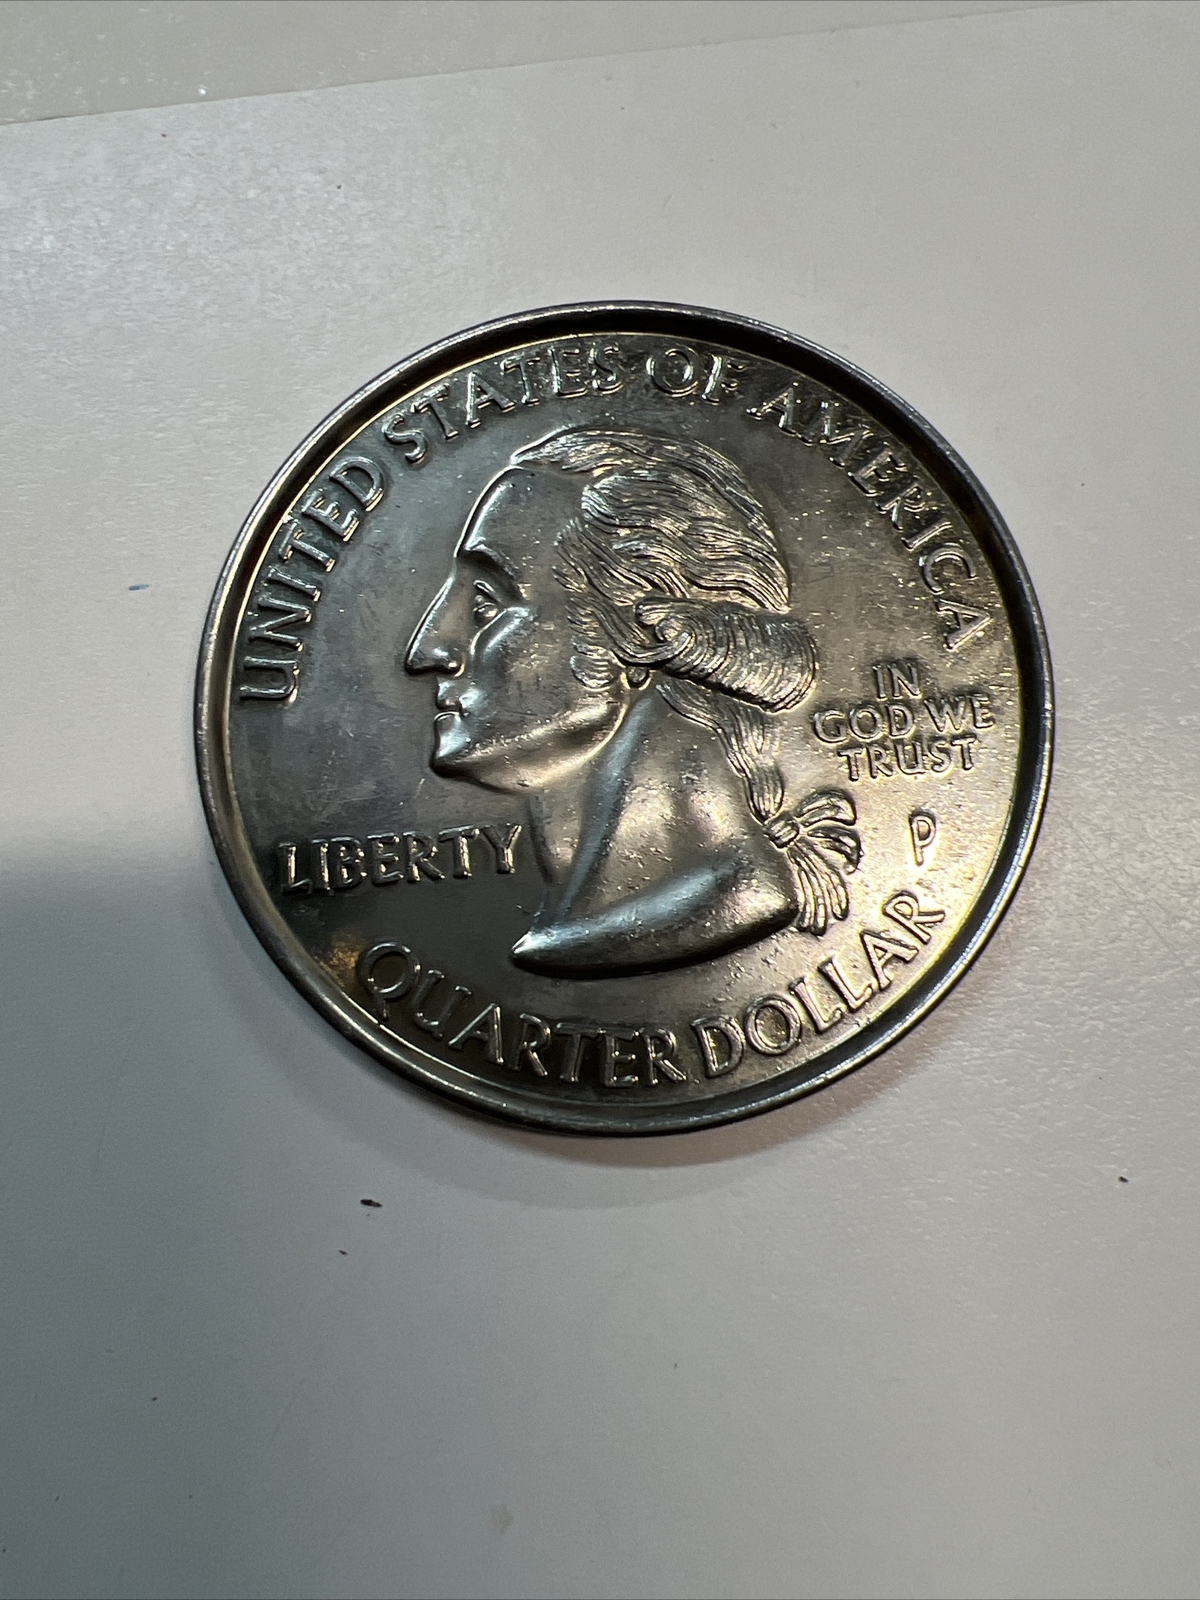 UNITED STATES OF AMERICA
IN
GOD WE
TRUST
LIBERTY
P
QUARTER DOLLAR